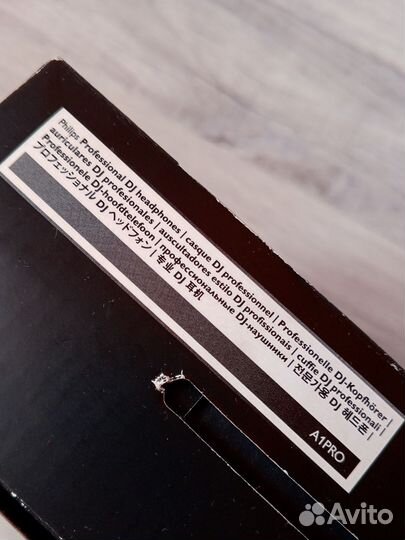 Philips Professional DJ headphones | casque DJ professionnel | Professionelle DJ-Kopfhörer |
auriculares DJ profesionales | auscultadores estilo DJ profissionais | cuffie DJ professionali |
Professionele DJ-hoofdtelefoon | профессиональные DJ-наушники | 전문가용 DJ 헤드폰 |
プロフェッショナル DJ ヘッドフォン | 专业 DJ 耳机
A1PRO
Avito